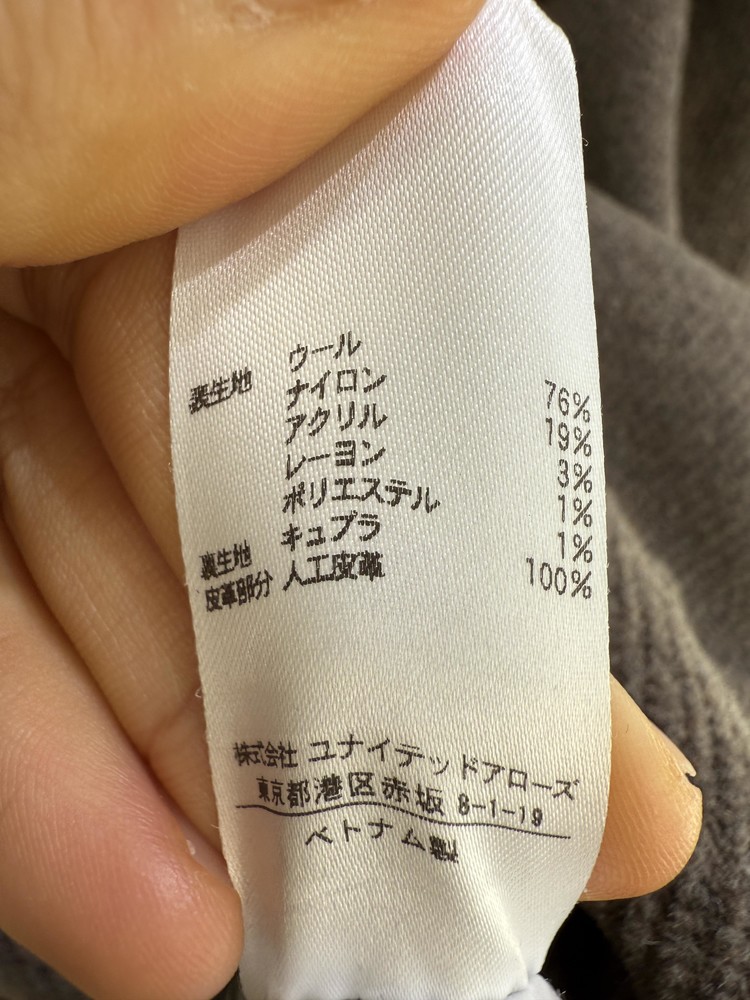 表生地 ウール 76%
ナイロン 19%
アクリル 3%
レーヨン 1%
ポリエステル 1%
裏生地 キュプラ 100%
皮革部分 人工皮革
株式会社 ユナイテッドアローズ
東京都港区赤坂 8-1-19
ベトナム製